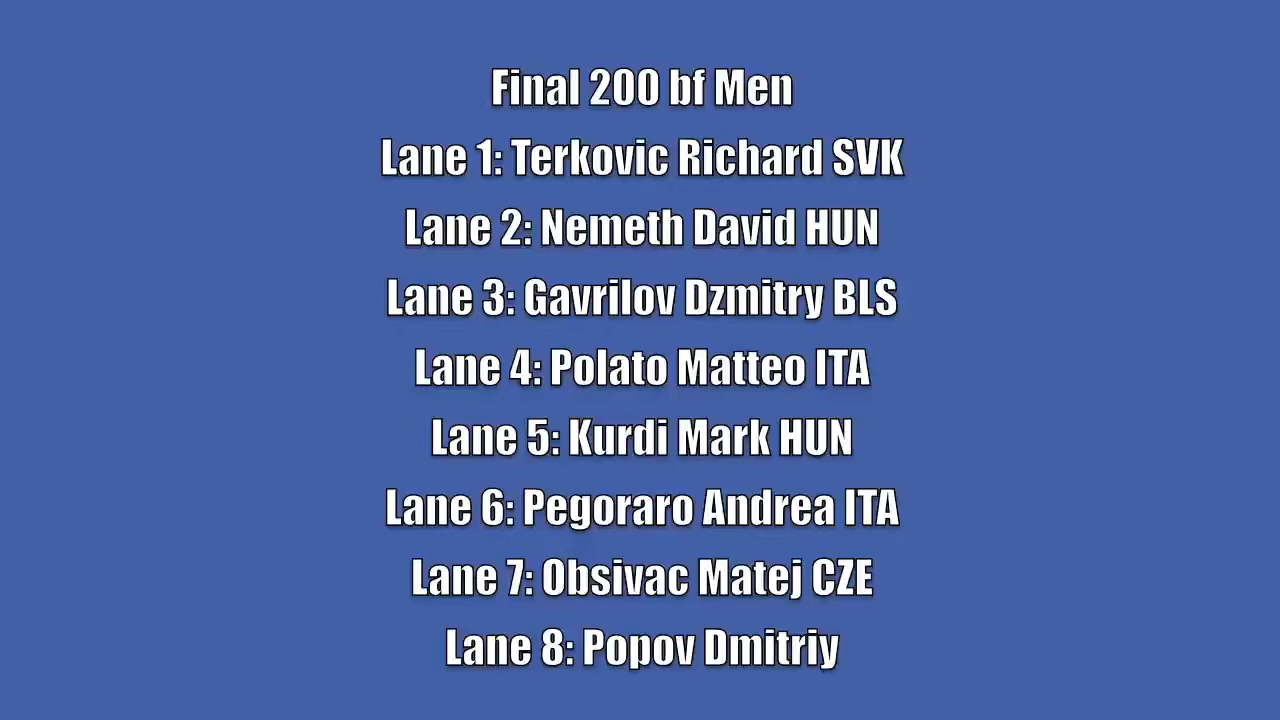 Final 200 bf Men
Lane 1: Terkovic Richard SVK
Lane 2: Nemeth David HUN
Lane 3: Gavrilov Dzmitry BLS
Lane 4: Polato Matteo ITA
Lane 5: Kurdi Mark HUN
Lane 6: Pegoraro Andrea ITA
Lane 7: Obsivac Matej CZE
Lane 8: Popov Dmitriy